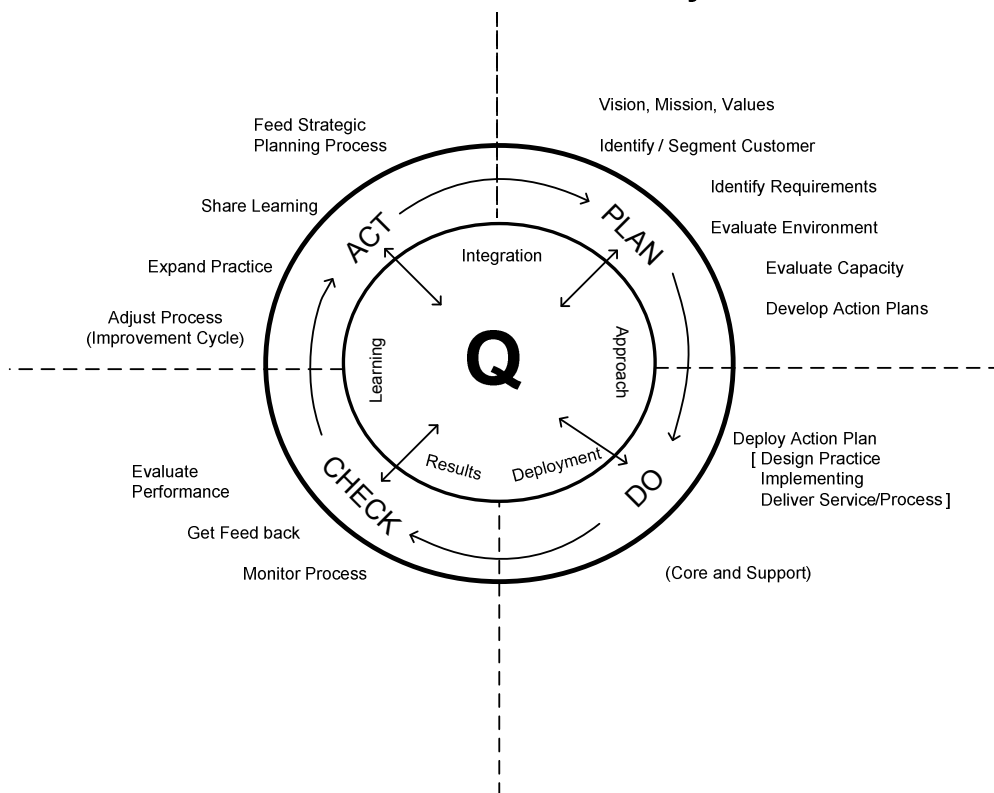 Vision, Mission, Values
Identify / Segment Customer
Identify Requirements
Evaluate Environment
Evaluate Capacity
Develop Action Plans
Feed Strategic
Planning Process
Share Learning
Expand Practice
Adjust Process
(Improvement Cycle)
ACT
PLAN
Integration
Approach
Q
Learning
Results
Deployment
CHECK
DO
Deploy Action Plan
[ Design Practice
Implementing
Deliver Service/Process ]
(Core and Support)
Evaluate
Performance
Get Feed back
Monitor Process